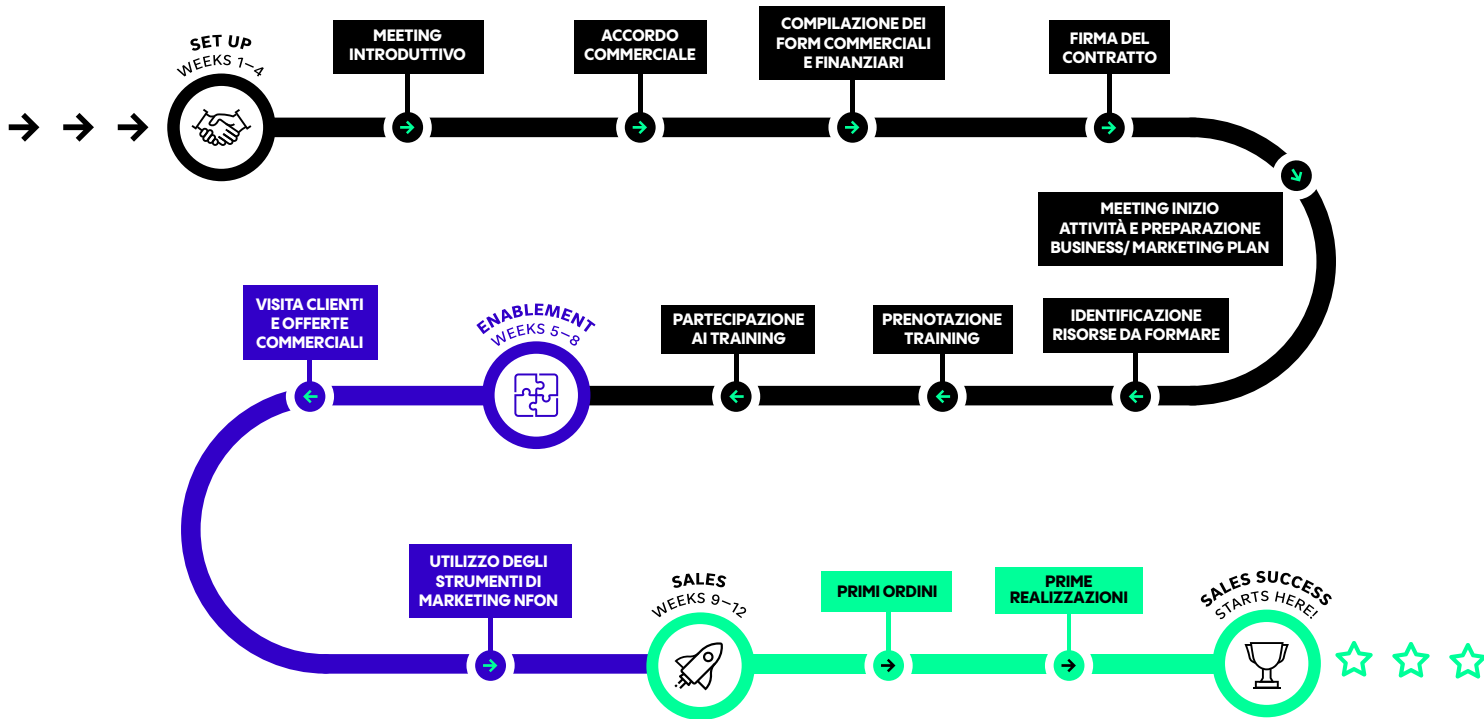 SET UP
WEEKS 1–4
MEETING
INTRODUTTIVO
ACCORDO
COMMERCIALE
COMPILAZIONE DEI
FORM COMMERCIALI
E FINANZIARI
FIRMA DEL
CONTRATTO
MEETING INIZIO
ATTIVITÀ E PREPARAZIONE
BUSINESS/ MARKETING PLAN
IDENTIFICAZIONE
RISORSE DA FORMARE
PRENOTAZIONE
TRAINING
PARTECIPAZIONE
AI TRAINING
ENABLEMENT
WEEKS 5–8
VISITA CLIENTI
E OFFERTE
COMMERCIALI
UTILIZZO DEGLI
STRUMENTI DI
MARKETING NFON
SALES
WEEKS 9–12
PRIMI ORDINI
PRIME
REALIZZAZIONI
SALES SUCCESS
STARTS HERE!